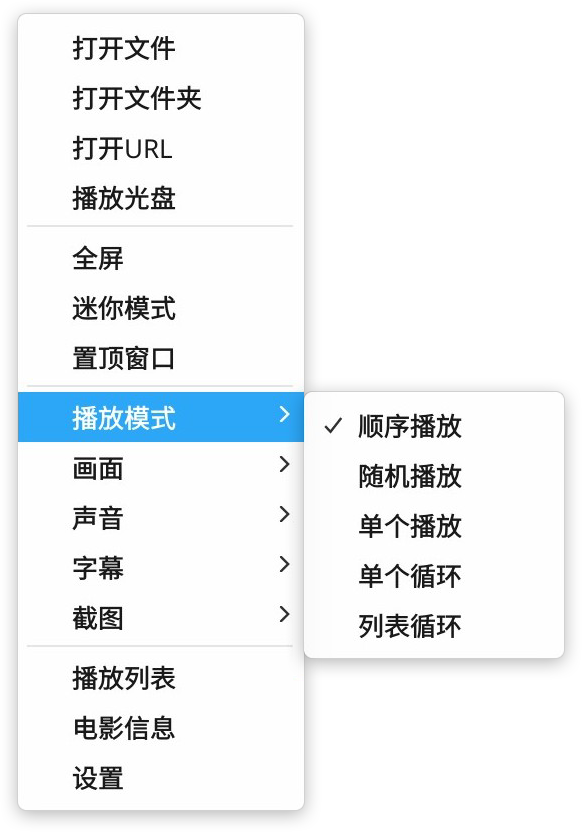 打开文件
打开文件夹
打开URL
播放光盘
全屏
迷你模式
置顶窗口
播放模式
画面
声音
字幕
截图
播放列表
电影信息
设置
顺序播放
随机播放
单个播放
单个循环
列表循环